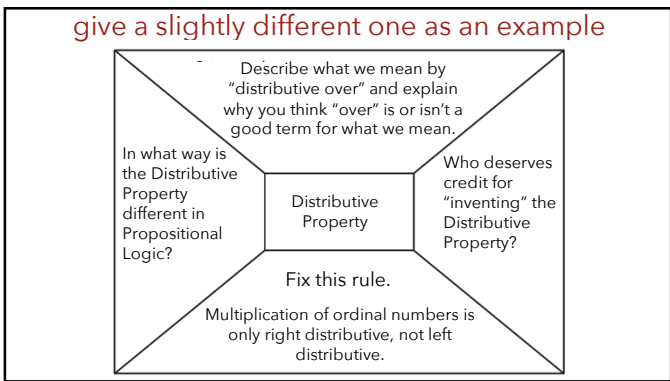 give a slightly different one as an example
Describe what we mean by
“distributive over” and explain
why you think “over” is or isn’t a
good term for what we mean.
In what way is
the Distributive
Property
different in
Propositional
Logic?
Distributive
Property
Who deserves
credit for
“inventing” the
Distributive
Property?
Fix this rule.
Multiplication of ordinal numbers is
only right distributive, not left
distributive.